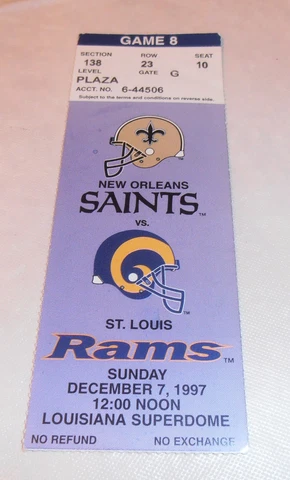 GAME 8
SECTION ROW SEAT
138 23 10
LEVEL GATE G
PLAZA
ACCT. NO. 6-44506
Subject to the terms and conditions on reverse side.
NEW ORLEANS
SAINTS™
VS.
ST. LOUIS
Rams™
SUNDAY
DECEMBER 7, 1997
12:00 NOON
LOUISIANA SUPERDOME
NO REFUND NO EXCHANGE